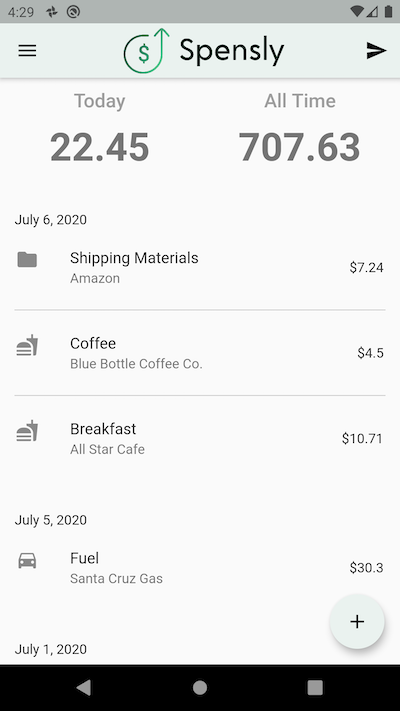 4:29
$ Spensly
Today All Time
22.45 707.63
July 6, 2020
Shipping Materials $7.24
Amazon
Coffee $4.5
Blue Bottle Coffee Co.
Breakfast $10.71
All Star Cafe
July 5, 2020
Fuel $30.3
Santa Cruz Gas
+
July 1, 2020